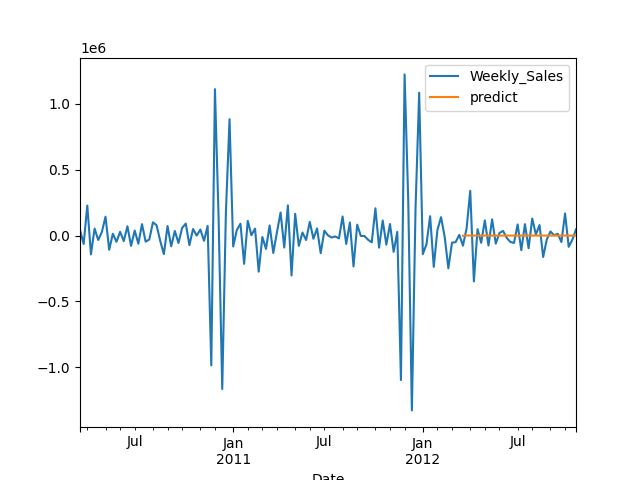 1e6
Weekly_Sales
predict
1.0
0.5
0.0
−0.5
−1.0
Jul
Jan
2011
Jul
Jan
2012
Jul
Date